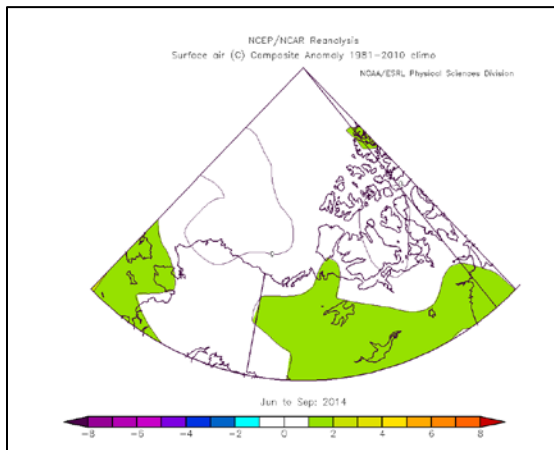 NCEP/NCAR Reanalysis
Surface air (C) Composite Anomaly 1981-2010 climo
NOAA/ESRL Physical Sciences Division
Jun to Sep: 2014
-8 -6 -4 -2 0 2 4 6 8